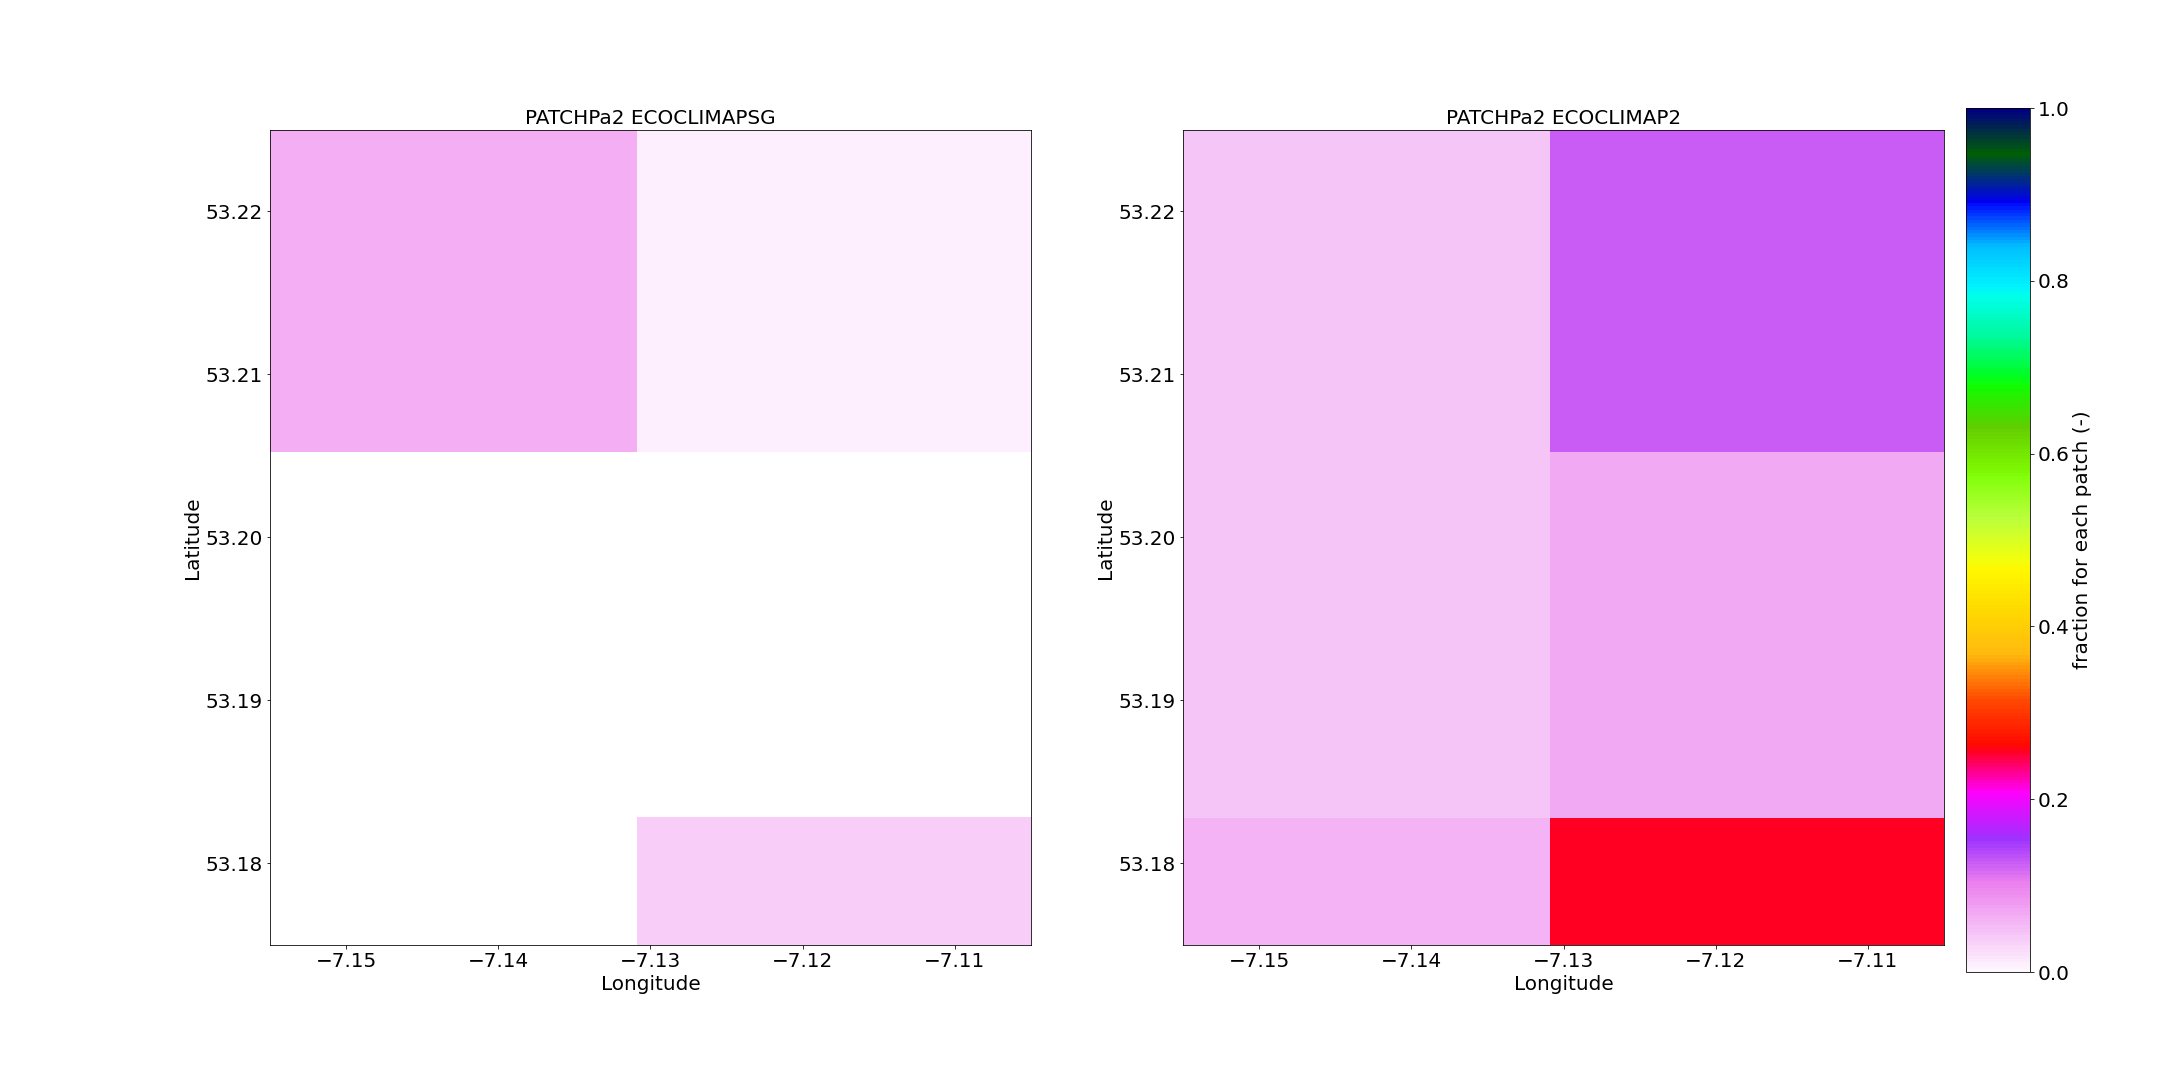 PATCHPa2 ECOCLIMAPSG
53.22
53.21
53.20
53.19
53.18
Latitude
−7.15 −7.14 −7.13 −7.12 −7.11
Longitude
PATCHPa2 ECOCLIMAP2
53.22
53.21
53.20
53.19
53.18
Latitude
−7.15 −7.14 −7.13 −7.12 −7.11
Longitude
1.0
0.8
0.6
0.4
0.2
0.0
fraction for each patch (-)